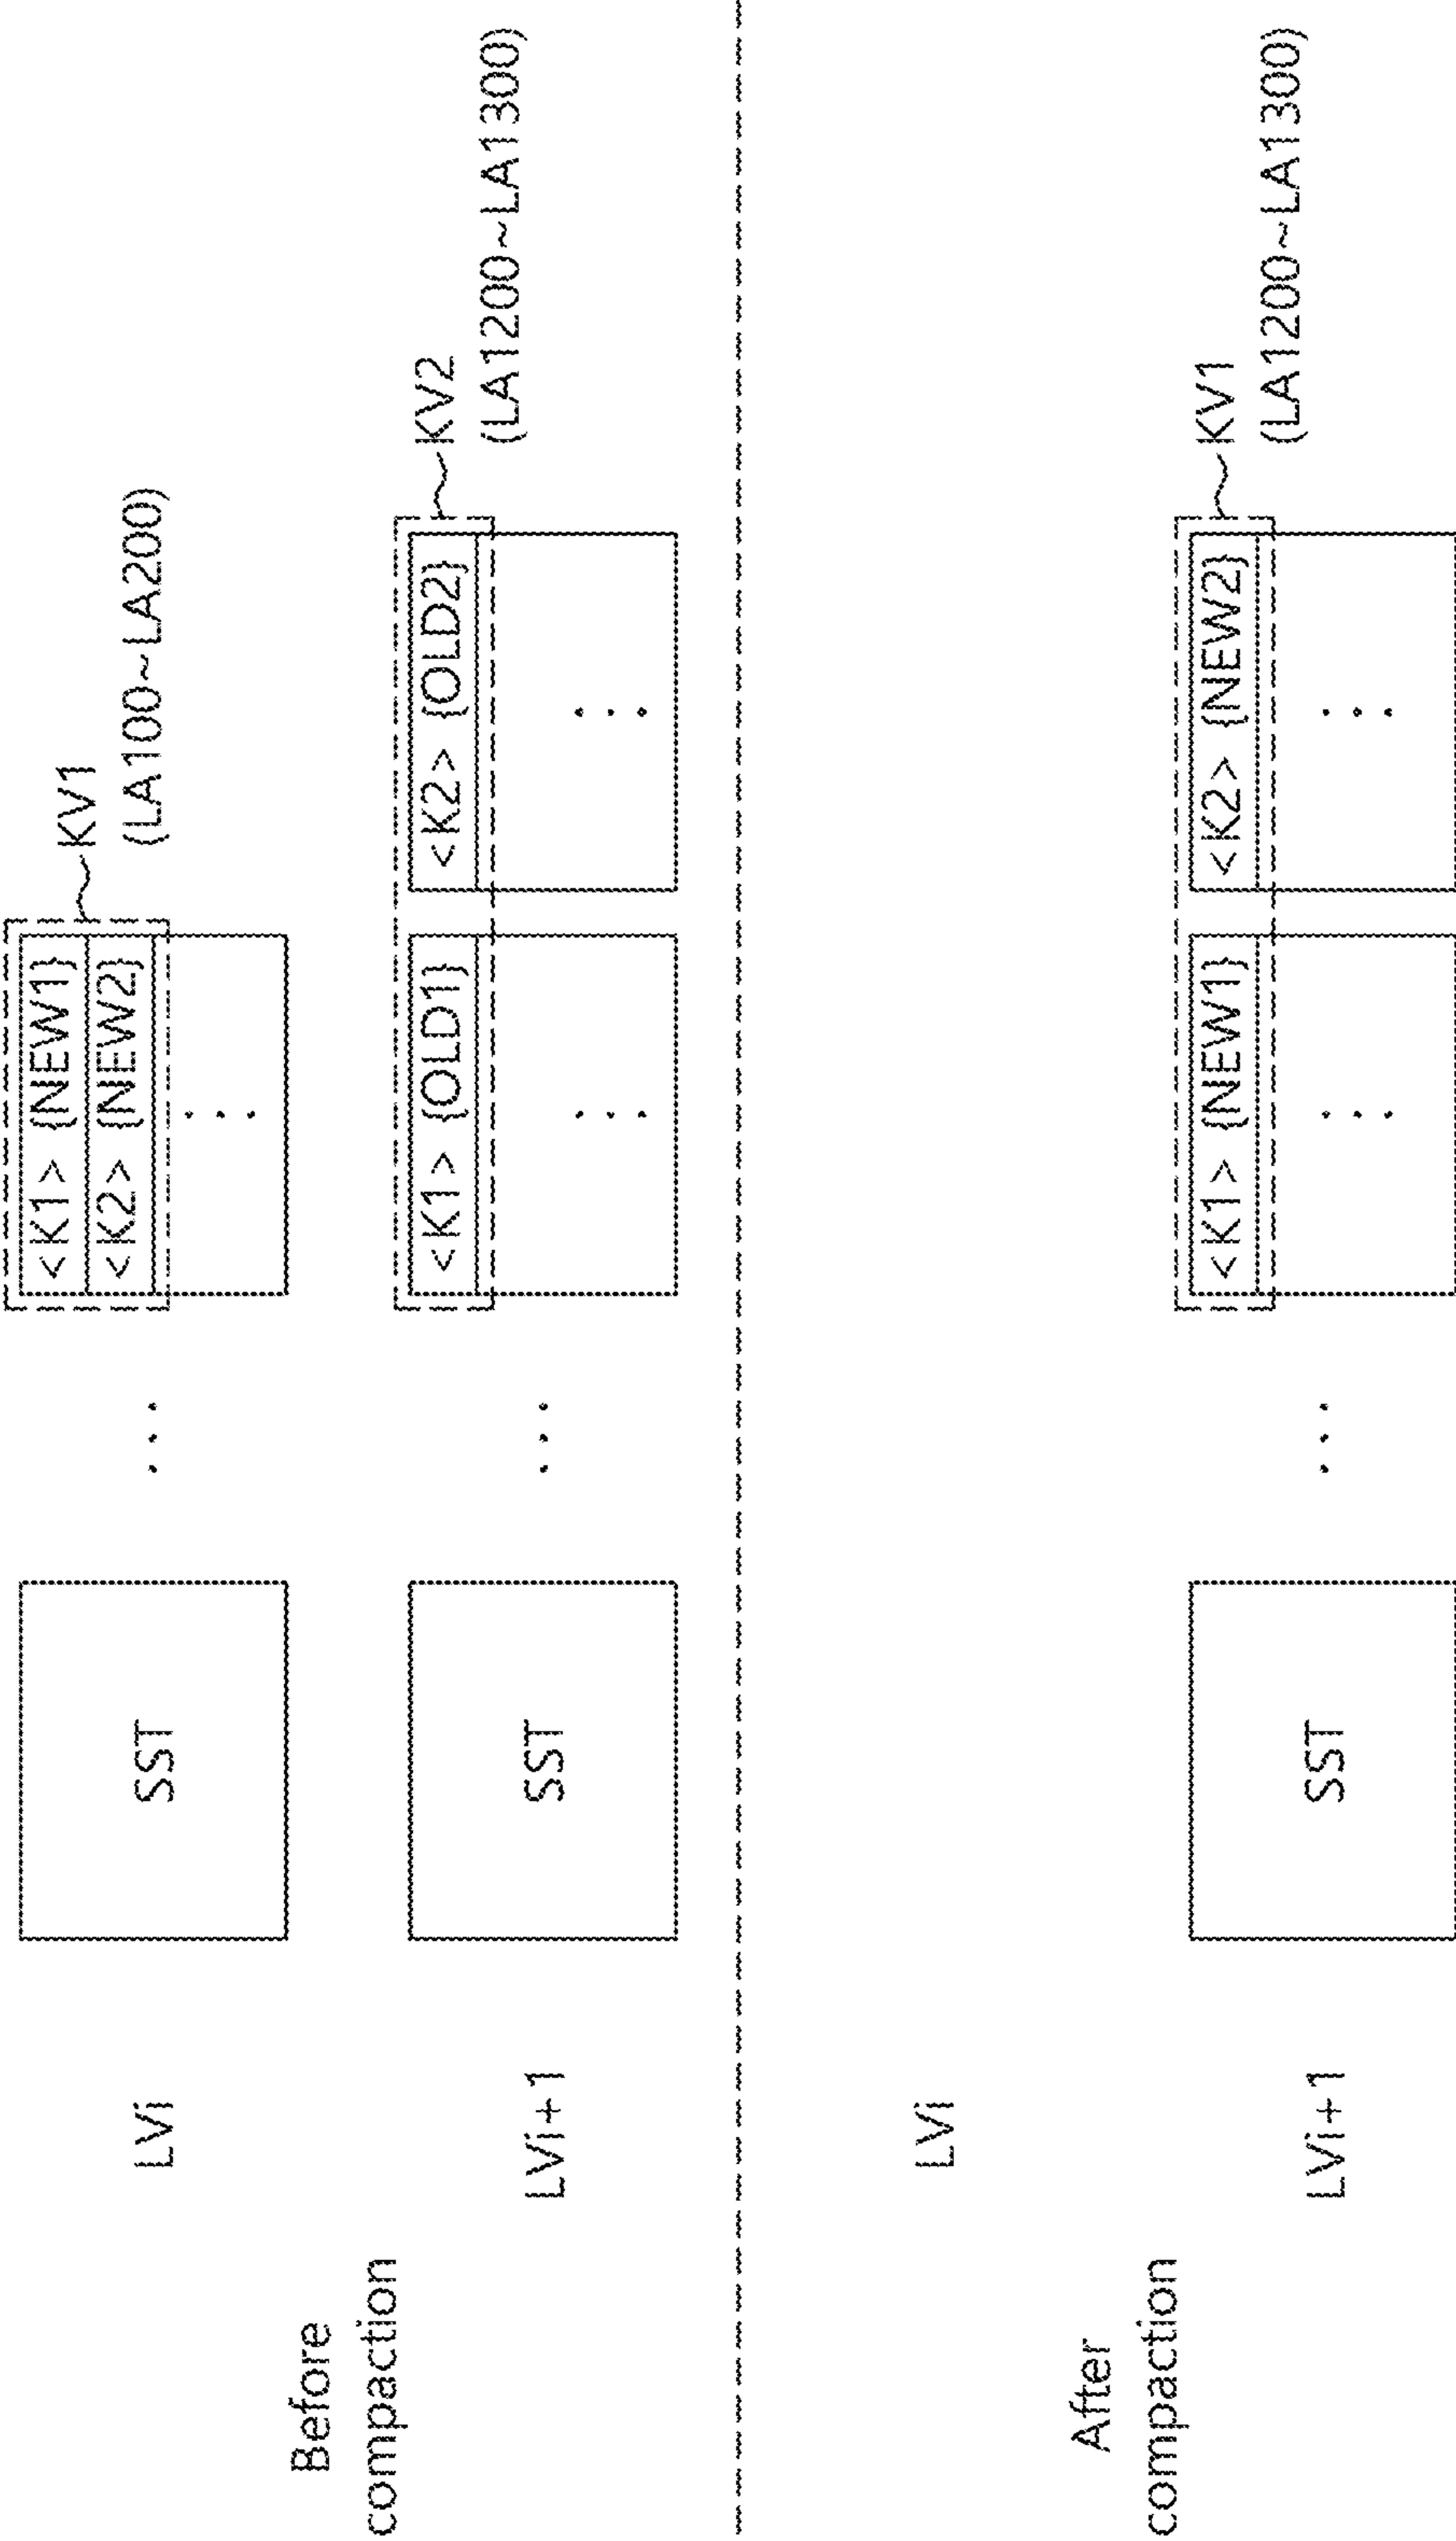 Before
compaction
LVi
SST
...
<K1> {NEW1}
<K2> {NEW2}
KV1
(LA100~LA200)
LVi+1
SST
...
<K1> {OLD1}
<K2> {OLD2}
KV2
(LA1200~LA1300)
After
compaction
LVi
LVi+1
SST
...
<K1> {NEW1}
<K2> {NEW2}
KV1
(LA1200~LA1300)